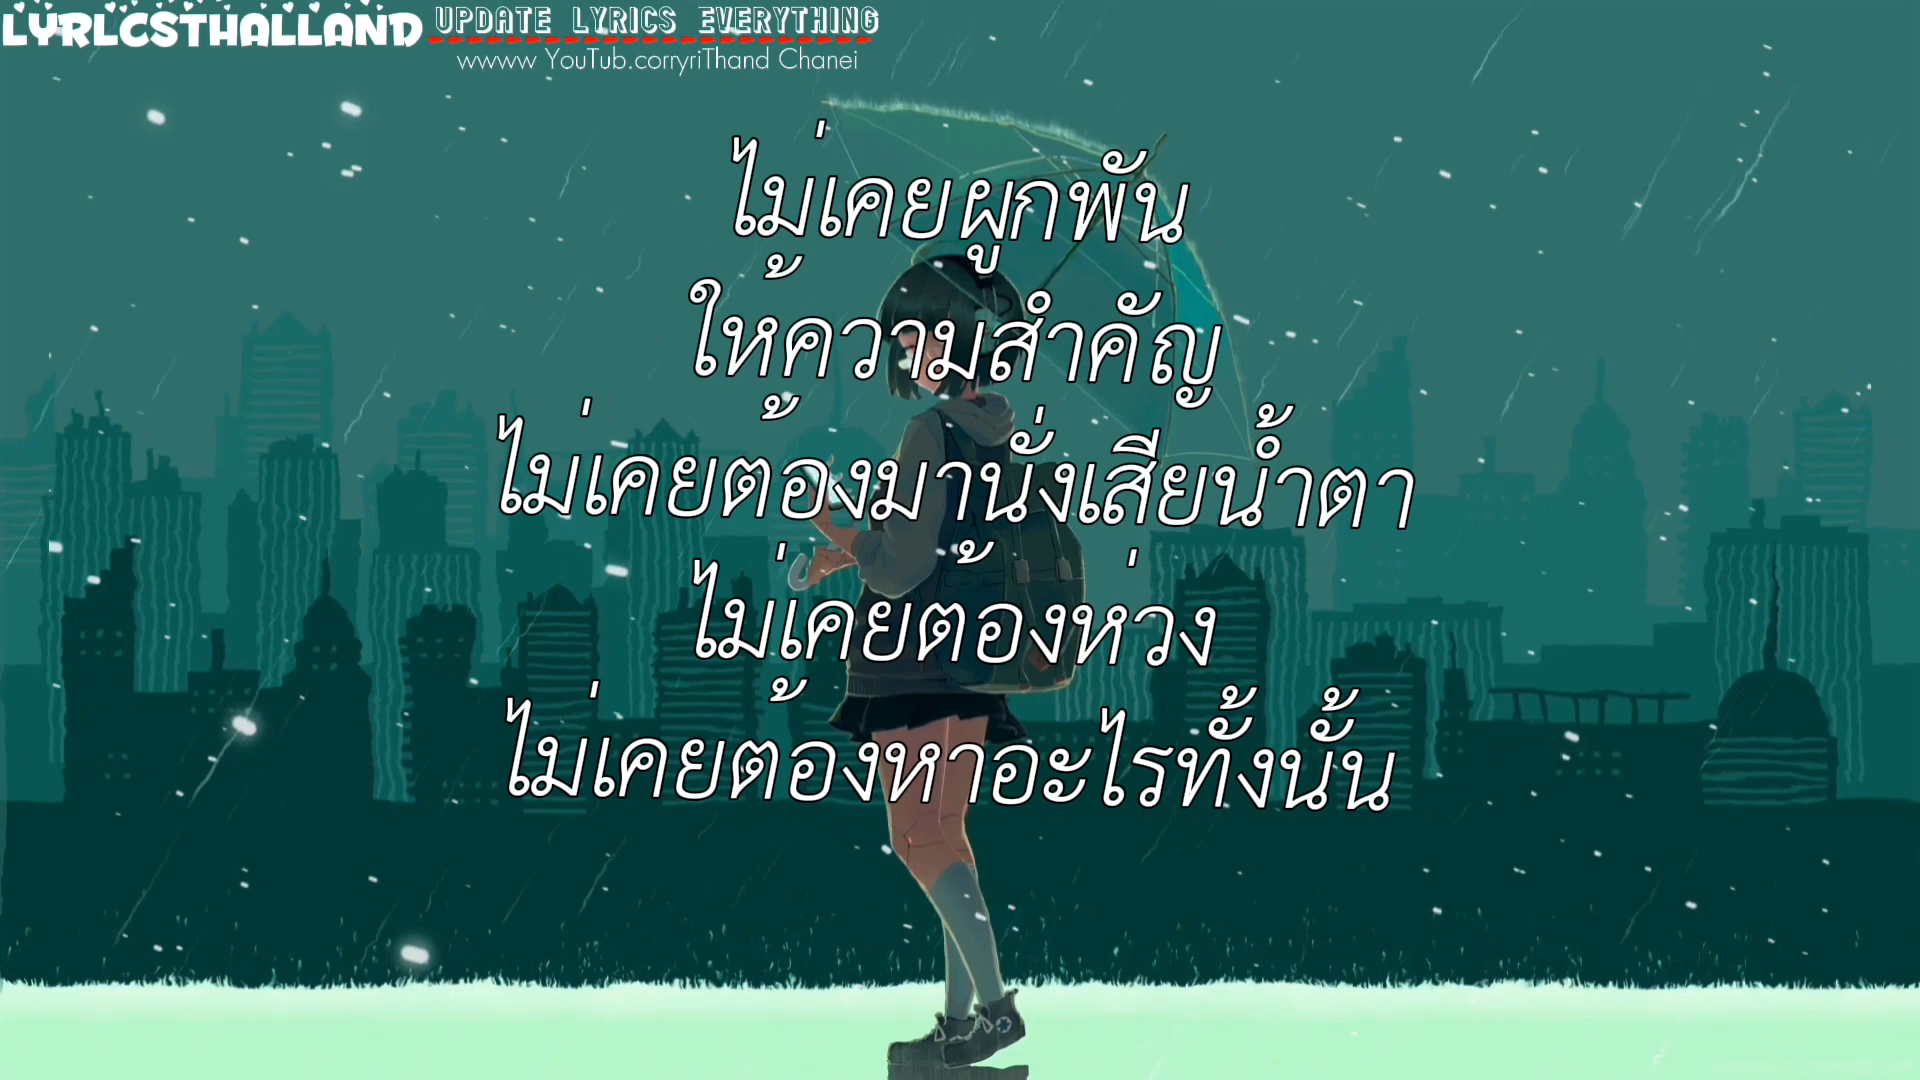 LYRLCSTHALLAND UPDATE LYRICS EVERYTHING
wwww YouTub.corryriThand Chanei
ไม่เคยผูกพัน
ให้ความสำคัญ
ไม่เคยต้องมานั่งเสียน้ำตา
ไม่เคยต้องห่วง
ไม่เคยต้องหาอะไรทั้งนั้น